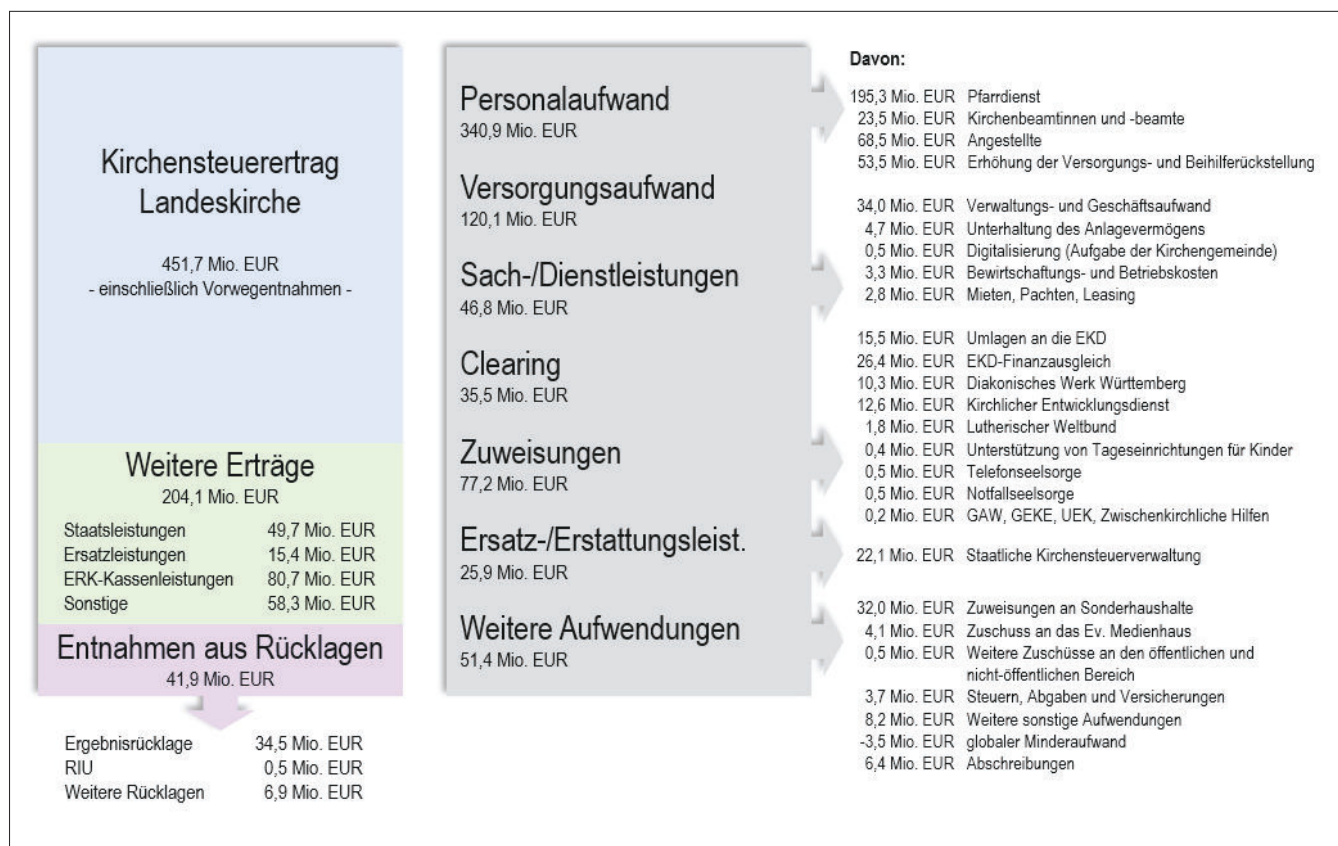 Kirchensteuerertrag
Landeskirche
451,7 Mio. EUR
- einschließlich Vorwegentnahmen -
Weitere Erträge
204,1 Mio. EUR
Staatsleistungen 49,7 Mio. EUR
Ersatzleistungen 15,4 Mio. EUR
ERK-Kassenleistungen 80,7 Mio. EUR
Sonstige 58,3 Mio. EUR
Entnahmen aus Rücklagen
41,9 Mio. EUR
Ergebnisrücklage 34,5 Mio. EUR
RIU 0,5 Mio. EUR
Weitere Rücklagen 6,9 Mio. EUR
Personalaufwand
340,9 Mio. EUR
Versorgungsaufwand
120,1 Mio. EUR
Sach-/Dienstleistungen
46,8 Mio. EUR
Clearing
35,5 Mio. EUR
Zuweisungen
77,2 Mio. EUR
Ersatz-/Erstattungsleist.
25,9 Mio. EUR
Weitere Aufwendungen
51,4 Mio. EUR
Davon:
195,3 Mio. EUR Pfarrdienst
23,5 Mio. EUR Kirchenbeamtinnen und -beamte
68,5 Mio. EUR Angestellte
53,5 Mio. EUR Erhöhung der Versorgungs- und Beihilferückstellung
34,0 Mio. EUR Verwaltungs- und Geschäftsaufwand
4,7 Mio. EUR Unterhaltung des Anlagevermögens
0,5 Mio. EUR Digitalisierung (Aufgabe der Kirchengemeinde)
3,3 Mio. EUR Bewirtschaftungs- und Betriebskosten
2,8 Mio. EUR Mieten, Pachten, Leasing
15,5 Mio. EUR Umlagen an die EKD
26,4 Mio. EUR EKD-Finanzausgleich
10,3 Mio. EUR Diakonisches Werk Württemberg
12,6 Mio. EUR Kirchlicher Entwicklungsdienst
1,8 Mio. EUR Lutherischer Weltbund
0,4 Mio. EUR Unterstützung von Tageseinrichtungen für Kinder
0,5 Mio. EUR Telefonseelsorge
0,5 Mio. EUR Notfallseelsorge
0,2 Mio. EUR GAW, GEKE, UEK, Zwischenkirchliche Hilfen
22,1 Mio. EUR Staatliche Kirchensteuerverwaltung
32,0 Mio. EUR Zuweisungen an Sonderhaushalte
4,1 Mio. EUR Zuschuss an das Ev. Medienhaus
0,5 Mio. EUR Weitere Zuschüsse an den öffentlichen und
nicht-öffentlichen Bereich
3,7 Mio. EUR Steuern, Abgaben und Versicherungen
8,2 Mio. EUR Weitere sonstige Aufwendungen
-3,5 Mio. EUR globaler Minderaufwand
6,4 Mio. EUR Abschreibungen